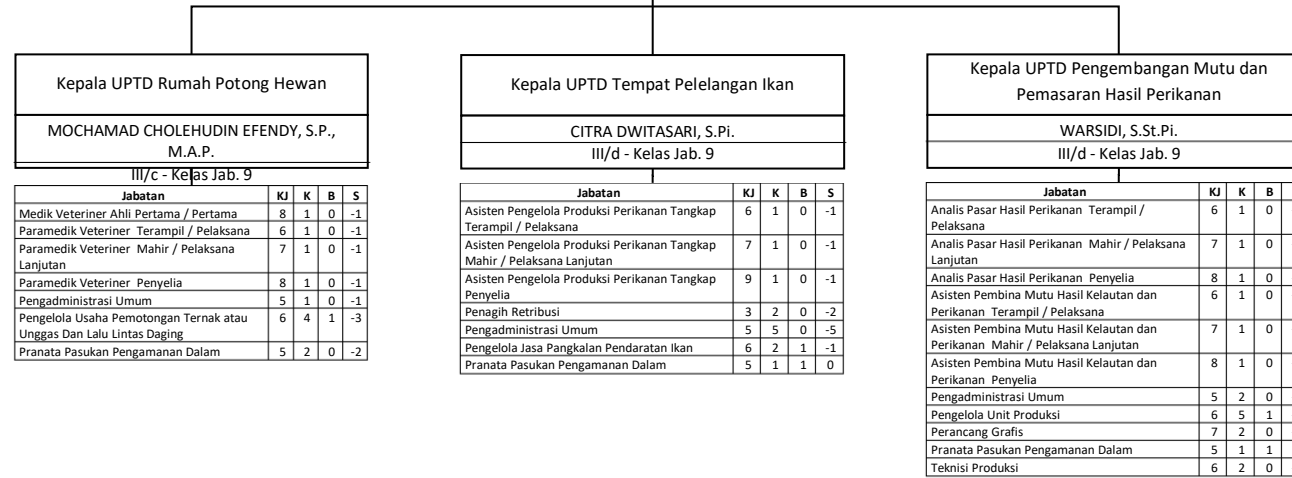 Kepala UPTD Rumah Potong Hewan
MOCHAMAD CHOLEHUDIN EFENDY, S.P.,
M.A.P.
III/c - Kelas Jab. 9
Jabatan KJ K B S
Medik Veteriner Ahli Pertama / Pertama 8 1 0 -1
Paramedik Veteriner Terampil / Pelaksana 6 1 0 -1
Paramedik Veteriner Mahir / Pelaksana 7 1 0 -1
Lanjutan
Paramedik Veteriner Penyelia 8 1 0 -1
Pengadministrasi Umum 5 1 0 -1
Pengelola Usaha Pemotongan Ternak atau 6 4 1 -3
Unggas Dan Lalu Lintas Daging
Pranata Pasukan Pengamanan Dalam 5 2 0 -2
Kepala UPTD Tempat Pelelangan Ikan
CITRA DWITASARI, S.Pi.
III/d - Kelas Jab. 9
Jabatan KJ K B S
Asisten Pengelola Produksi Perikanan Tangkap 6 1 0 -1
Terampil / Pelaksana
Asisten Pengelola Produksi Perikanan Tangkap 7 1 0 -1
Mahir / Pelaksana Lanjutan
Asisten Pengelola Produksi Perikanan Tangkap 9 1 0 -1
Penyelia
Penagih Retribusi 3 2 0 -2
Pengadministrasi Umum 5 5 0 -5
Pengelola Jasa Pangkalan Pendaratan Ikan 6 2 1 -1
Pranata Pasukan Pengamanan Dalam 5 1 1 0
Kepala UPTD Pengembangan Mutu dan
Pemasaran Hasil Perikanan
WARSIDI, S.St.Pi.
III/d - Kelas Jab. 9
Jabatan KJ K B
Analis Pasar Hasil Perikanan Terampil / 6 1 0
Pelaksana
Analis Pasar Hasil Perikanan Mahir / Pelaksana 7 1 0
Lanjutan
Analis Pasar Hasil Perikanan Penyelia 8 1 0
Asisten Pembina Mutu Hasil Kelautan dan 6 1 0
Perikanan Terampil / Pelaksana
Asisten Pembina Mutu Hasil Kelautan dan 7 1 0
Perikanan Mahir / Pelaksana Lanjutan
Asisten Pembina Mutu Hasil Kelautan dan 8 1 0
Perikanan Penyelia
Pengadministrasi Umum 5 2 0
Pengelola Unit Produksi 6 5 1
Perancang Grafis 7 2 0
Pranata Pasukan Pengamanan Dalam 5 1 1
Teknisi Produksi 6 2 0